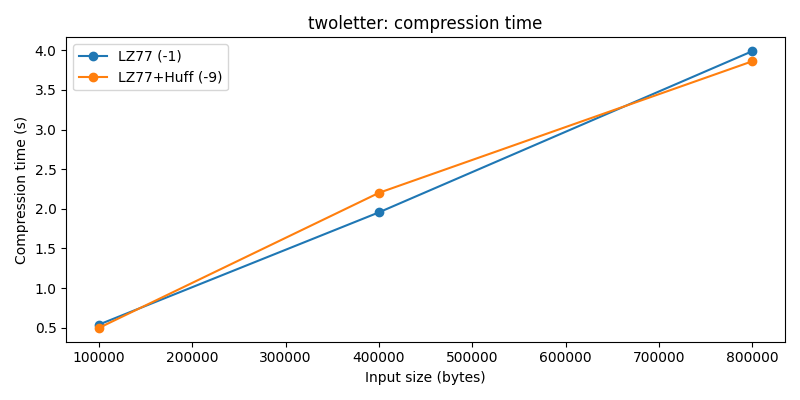 twoletter: compression time
LZ77 (-1)
LZ77+Huff (-9)
Compression time (s)
4.0
3.5
3.0
2.5
2.0
1.5
1.0
0.5
100000 200000 300000 400000 500000 600000 700000 800000
Input size (bytes)